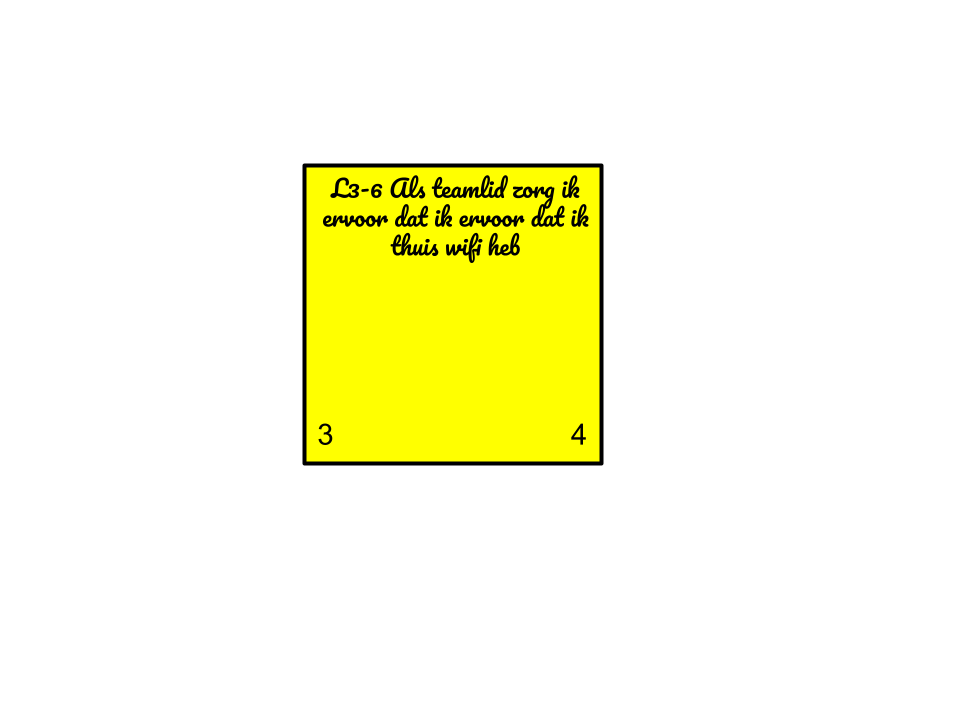 L3-6 Als teamlid zorg ik
ervoor dat ik ervoor dat ik
thuis wifi heb
3 4